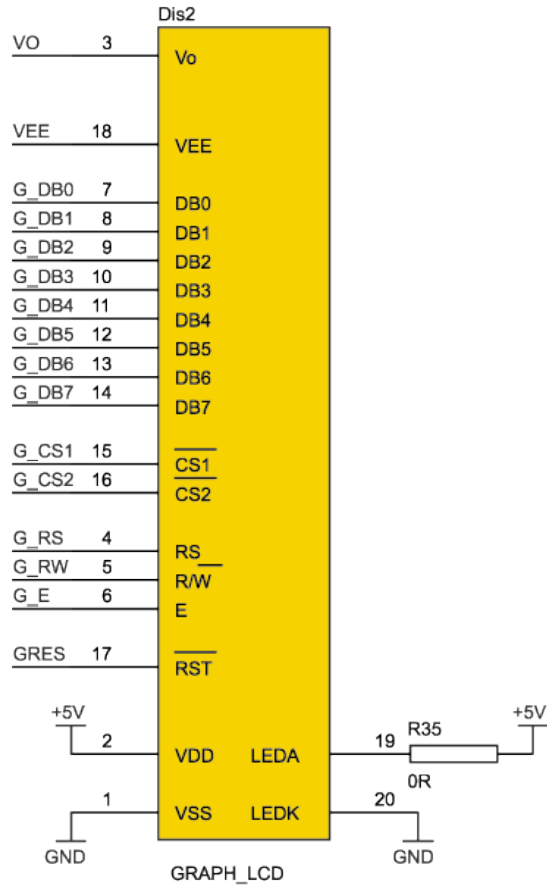 Dis2
VO 3 Vo
VEE 18 VEE
G_DB0 7 DB0
G_DB1 8 DB1
G_DB2 9 DB2
G_DB3 10 DB3
G_DB4 11 DB4
G_DB5 12 DB5
G_DB6 13 DB6
G_DB7 14 DB7
G_CS1 15 CS1
G_CS2 16 CS2
G_RS 4 RS
G_RW 5 R/W
G_E 6 E
GRES 17 RST
+5V +5V
2 VDD LEDA 19 R35
0R
1 VSS LEDK 20
GND GND
GRAPH_LCD